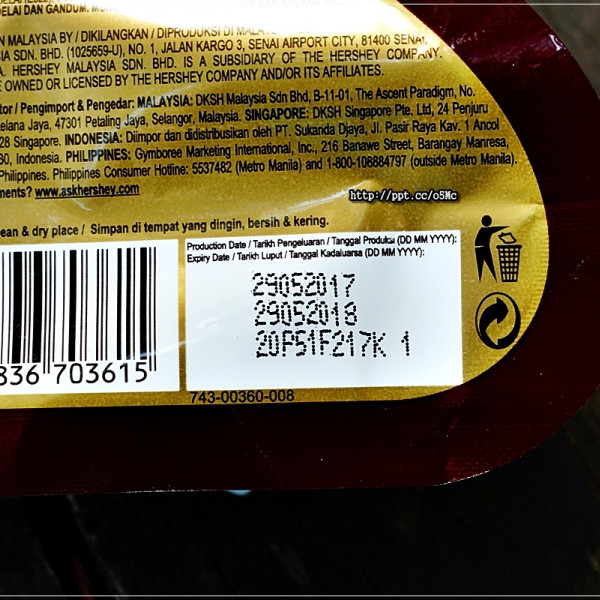 DELAI DAN GANDUM.
N MALAYSIA BY / DIKILANGKAN / DIPRODUKSI DI MALAYSIA
SIA SDN. BHD. (1025659-U), NO. 1, JALAN KARGO 3, SENAI AIRPORT CITY, 81400 SENAI,
A. HERSHEY MALAYSIA SDN. BHD. IS A SUBSIDIARY OF THE HERSHEY COMPANY.
E OWNED OR LICENSED BY THE HERSHEY COMPANY AND/OR ITS AFFILIATES.
tor / Pengimport & Pengedar: MALAYSIA: DKSH Malaysia Sdn Bhd, B-11-01, The Ascent Paradigm, No.
elana Jaya, 47301 Petaling Jaya, Selangor, Malaysia. SINGAPORE: DKSH Singapore Pte. Ltd, 24 Penjuru
28 Singapore. INDONESIA: Diimpor dan didistribusikan oleh PT. Sukanda Djaya, Jl. Pasir Raya Kav. 1 Ancol
30, Indonesia. PHILIPPINES: Gymboree Marketing International, Inc., 216 Banawe Street, Barangay Manresa,
Philippines. Philippines Consumer Hotline: 5537482 (Metro Manila) and 1-800-108884797 (outside Metro Manila).
ments? www.askhershey.com
http://ppt.cc/o5Mc
ean & dry place / Simpan di tempat yang dingin, bersih & kering.
Production Date / Tarikh Pengeluaran / Tanggal Produksi (DD MM YYYY):
Expiry Date / Tarikh Luput / Tanggal Kadaluarsa (DD MM YYYY):
29052017
29052018
20P51F217K 1
836 703615
743-00360-008